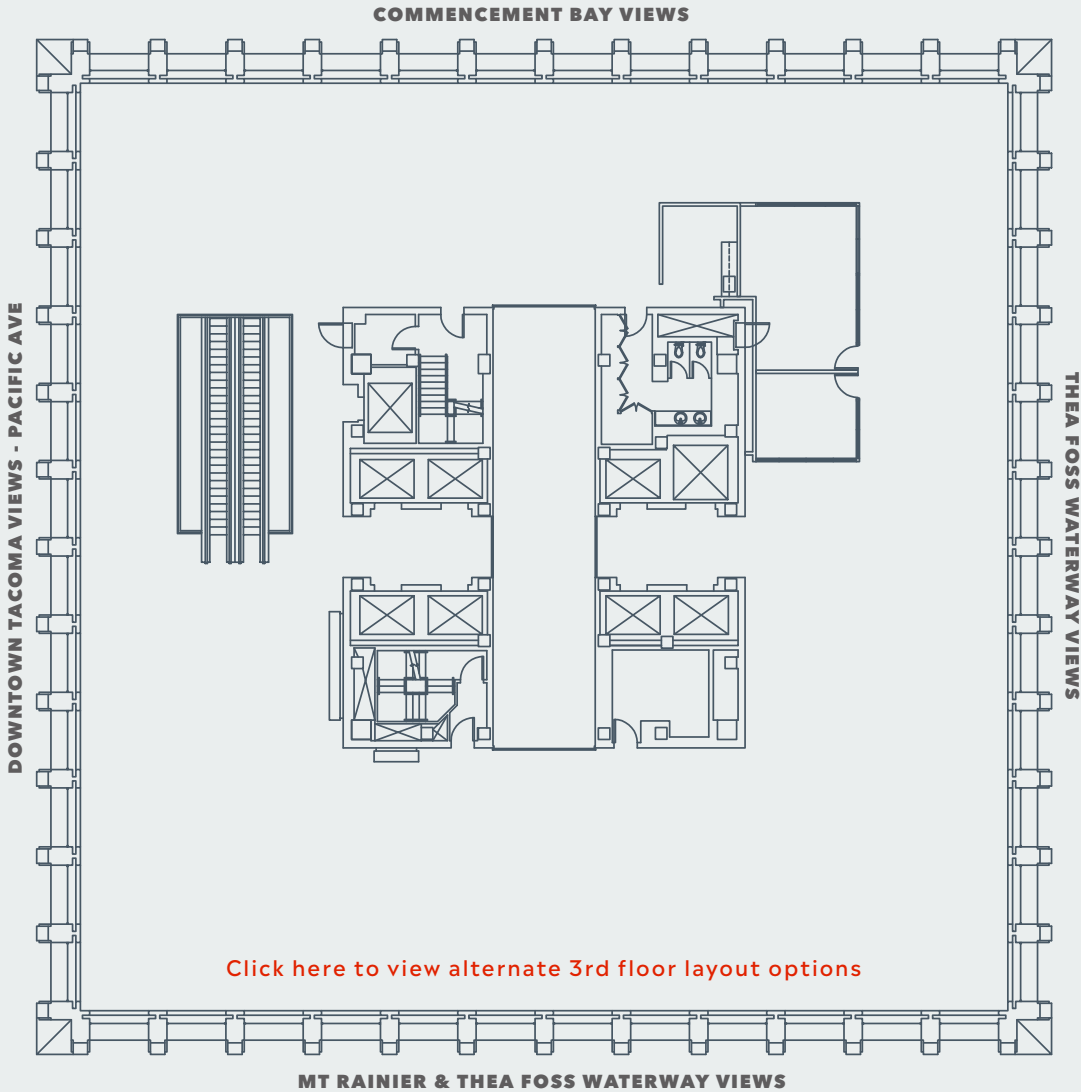 COMMENCEMENT BAY VIEWS
DOWNTOWN TACOMA VIEWS - PACIFIC AVE
THEA FOSS WATERWAY VIEWS
Click here to view alternate 3rd floor layout options
MT RAINIER & THEA FOSS WATERWAY VIEWS